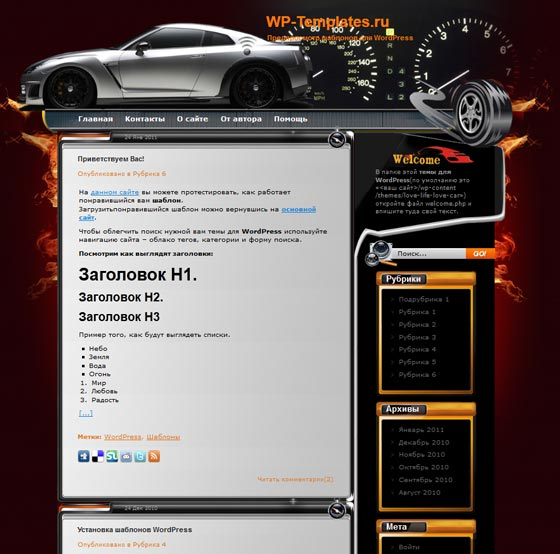 WP-Templates.ru
Предпросмотр шаблонов для WordPress
Главная Контакты О сайте От автора Помощь
24 Янв 2011
Приветствуем Вас!
Опубликовано в Рубрика 6
На данном сайте вы можете протестировать, как работает
понравившийся вам шаблон.
Загрузитьпонравившийся шаблон можно вернувшись на основной
сайт.
Чтобы облегчить поиск нужной вам темы для WordPress используйте
навигацию сайта – облако тегов, категории и форму поиска.
Посмотрим как выглядят заголовки:
Заголовок H1.
Заголовок H2.
Заголовок H3
Пример того, как будут выглядеть списки.
Небо
Земля
Вода
Огонь
1. Мир
2. Любовь
3. Радость
[...]
Метки: WordPress, Шаблоны
Читать комментарии(2)
24 Дек 2010
Установка шаблонов WordPress
Опубликовано в Рубрика 4
Welcome
В папке этой темы для
WordPress(по умолчанию это
«<ваш сайт>/wp-content
/themes/love-life-love-car»)
откройте файл welcome.php и
впишите туда свой текст.
Поиск... GO!
Рубрики
Подрубрика 1
Рубрика 1
Рубрика 2
Рубрика 3
Рубрика 4
Рубрика 5
Рубрика 6
Архивы
Январь 2011
Декабрь 2010
Ноябрь 2010
Октябрь 2010
Сентябрь 2010
Август 2010
Мета
Войти